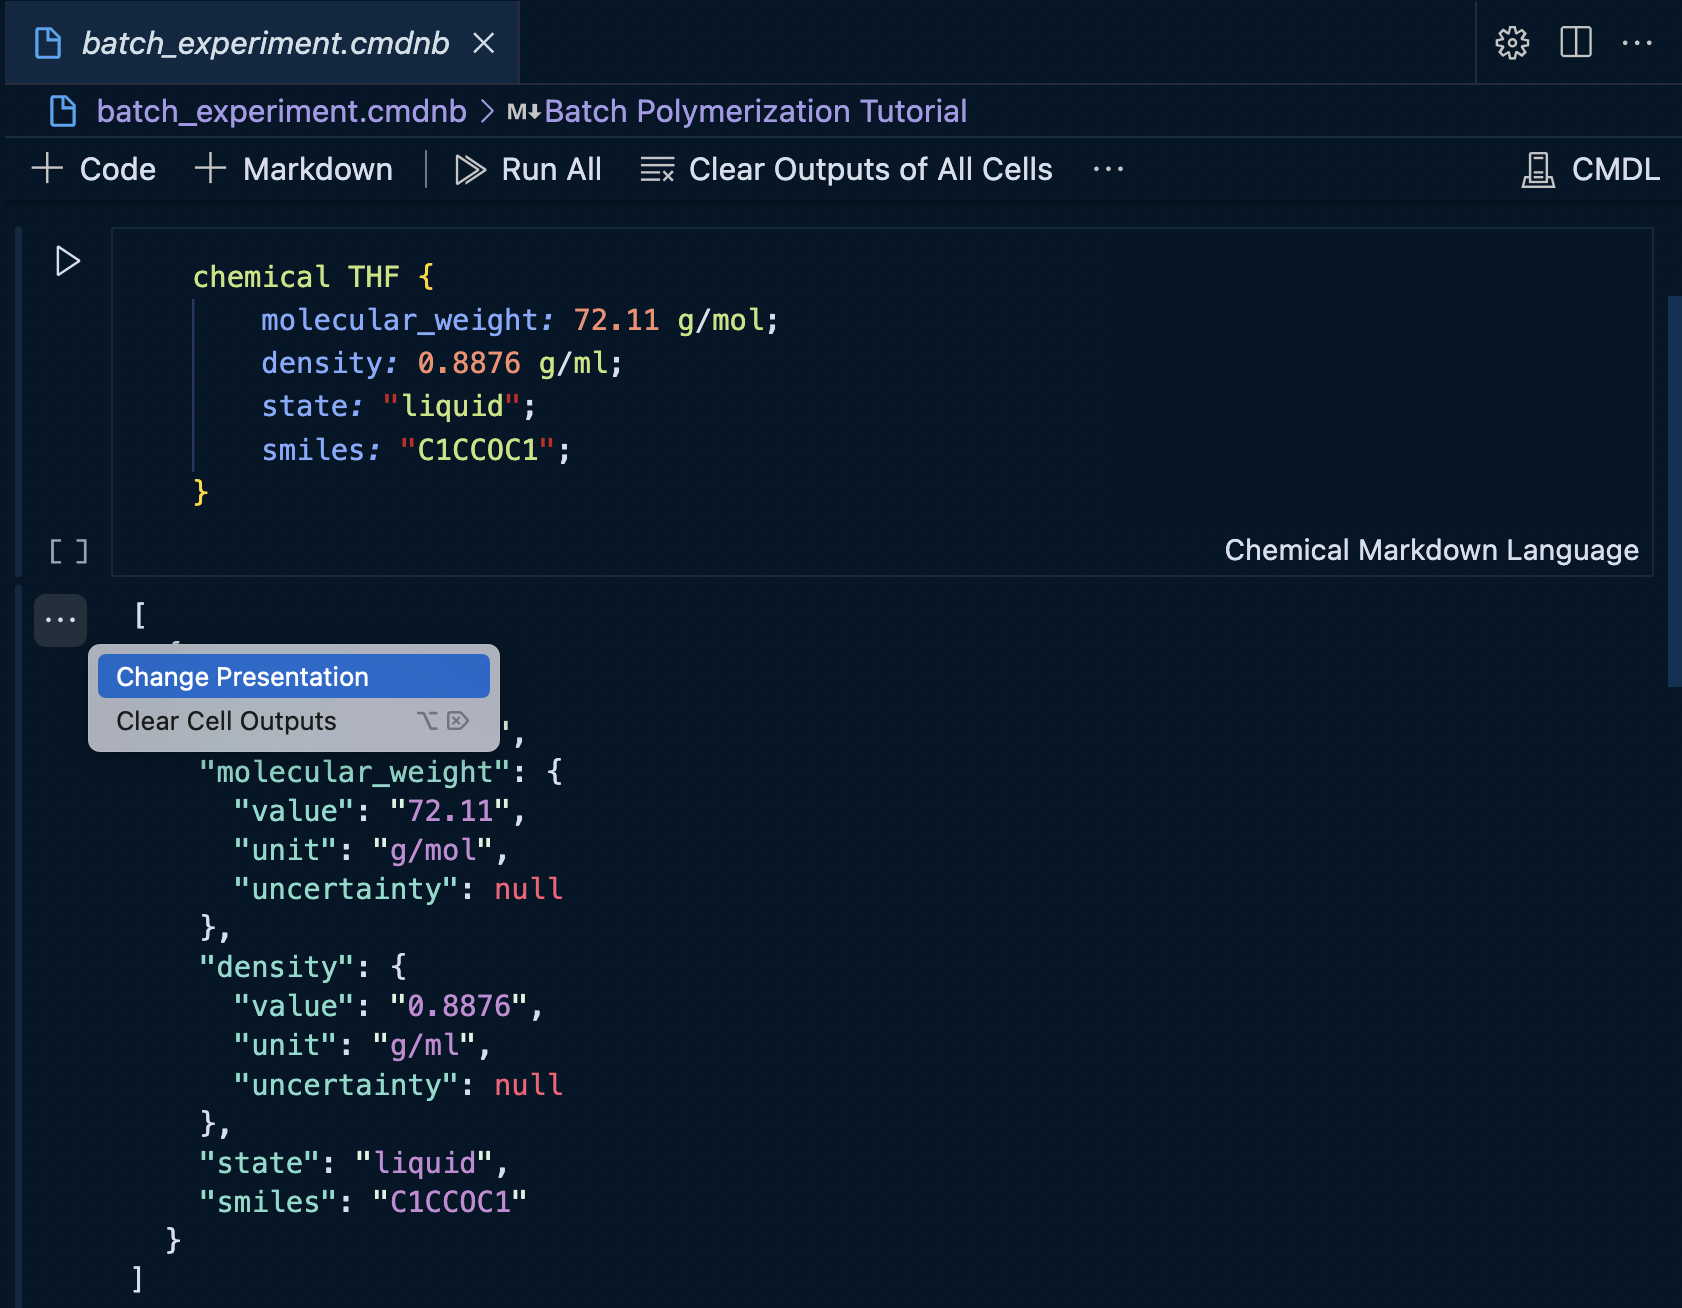 batch_experiment.cmdnb
batch_experiment.cmdnb > M↓ Batch Polymerization Tutorial
+ Code + Markdown | Run All Clear Outputs of All Cells ··· CMDL
chemical THF {
molecular_weight: 72.11 g/mol;
density: 0.8876 g/ml;
state: "liquid";
smiles: "C1CCOC1";
}
[ ]
Chemical Markdown Language
··· [
Change Presentation
Clear Cell Outputs ⌥⌦
",
"molecular_weight": {
"value": "72.11",
"unit": "g/mol",
"uncertainty": null
},
"density": {
"value": "0.8876",
"unit": "g/ml",
"uncertainty": null
},
"state": "liquid",
"smiles": "C1CCOC1"
}
]